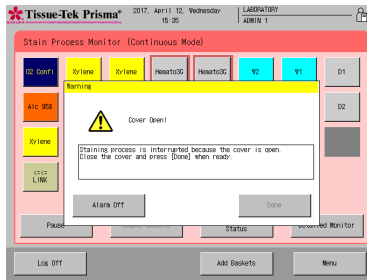 Tissue-Tek Prisma®
2017, April 12, Wednesday
15:35
LABORATORY
ADMIN 1
Stain Process Monitor (Continuous Mode)
02 Confi
Xylene
Xylene
Hemato3G
Hemato3G
W2
W1
D1
Warning
Alc 95%
Cover Open!
D2
Xylene
Staining process is interrupted because the cover is open.
Close the cover and press [Done] when ready.
<=<=
LINK
Alarm Off
Done
Pause
Status
Monitor
Log Off
Add Baskets
Menu